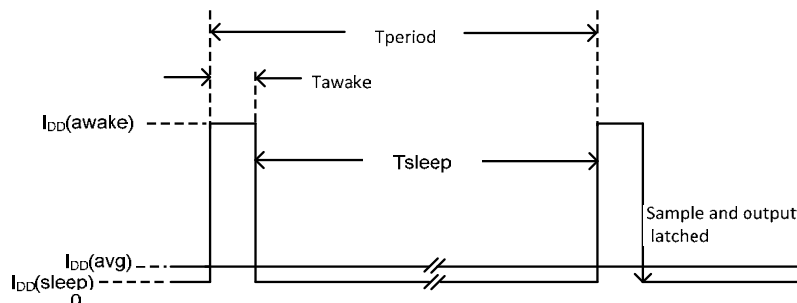 Tperiod
Tawake
IDD(awake)
Tsleep
Sample and output
latched
IDD(avg)
IDD(sleep)
0